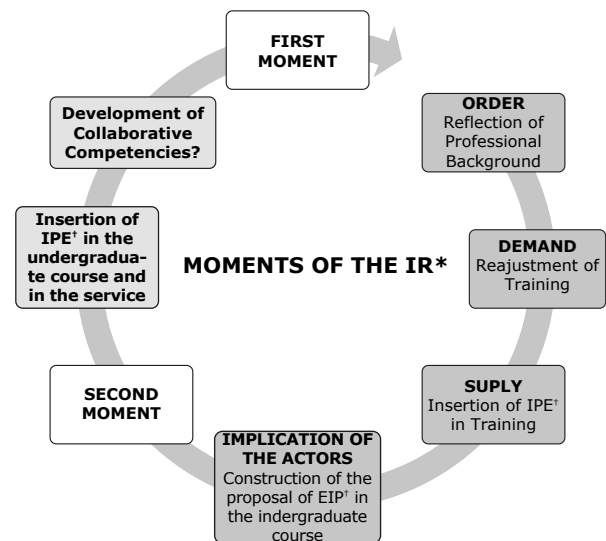 FIRST
MOMENT
ORDER
Reflection of
Professional
Background
DEMAND
Reajustment of
Training
SUPLY
Insertion of IPE†
in Training
IMPLICATION OF
THE ACTORS
Construction of the
proposal of EIP† in
the indergraduate
course
SECOND
MOMENT
Insertion of
IPE† in the
undergradua-
te course and
in the service
Development of
Collaborative
Competencies?
MOMENTS OF THE IR*